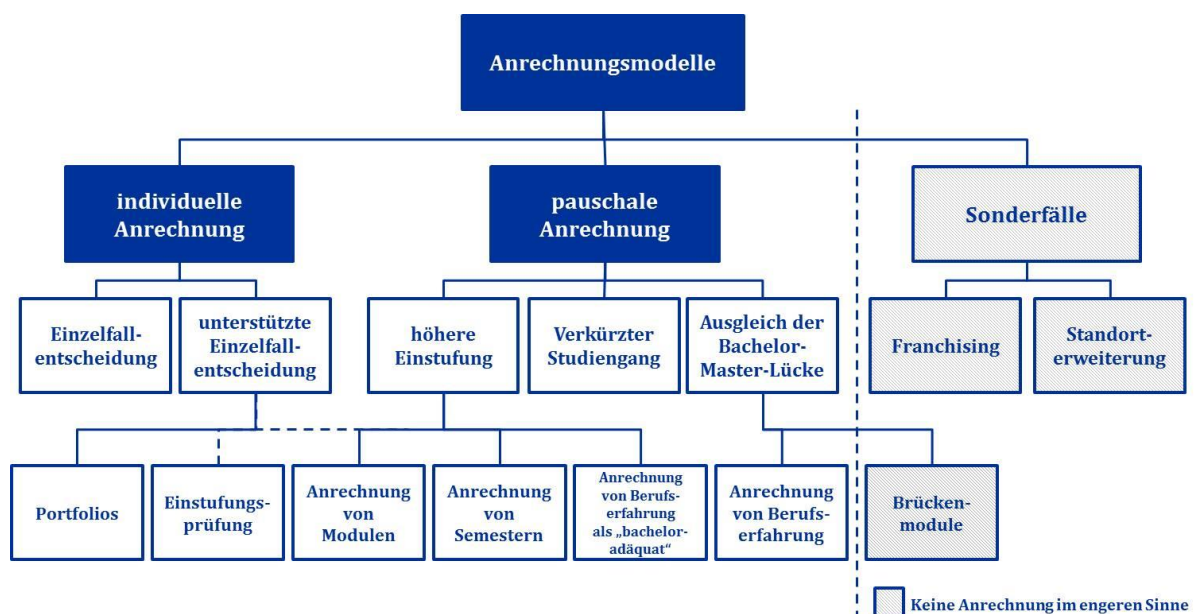 Anrechnungsmodelle
individuelle
Anrechnung
pauschale
Anrechnung
Sonderfälle
Einzelfall-
entscheidung
unterstützte
Einzelfall-
entscheidung
höhere
Einstufung
Verkürzter
Studiengang
Ausgleich der
Bachelor-
Master-Lücke
Franchising
Standort-
erweiterung
Portfolios
Einstufungs-
prüfung
Anrechnung
von
Modulen
Anrechnung
von
Semestern
Anrechnung
von Berufs-
erfahrung
als „bachelor-
adäquat“
Anrechnung
von Berufs-
erfahrung
Brücken-
module
Keine Anrechnung im engeren Sinne